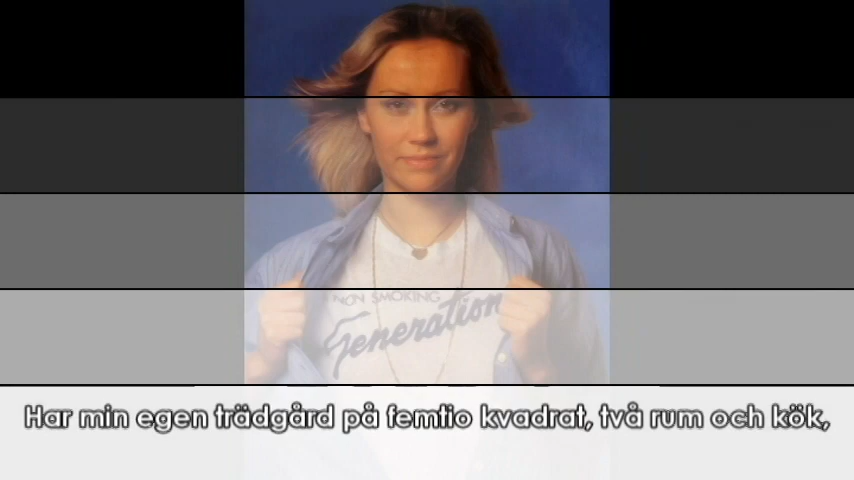 NON SMOKING
Generation
Har min egen trädgård på femtio kvadrat, två rum och kök,